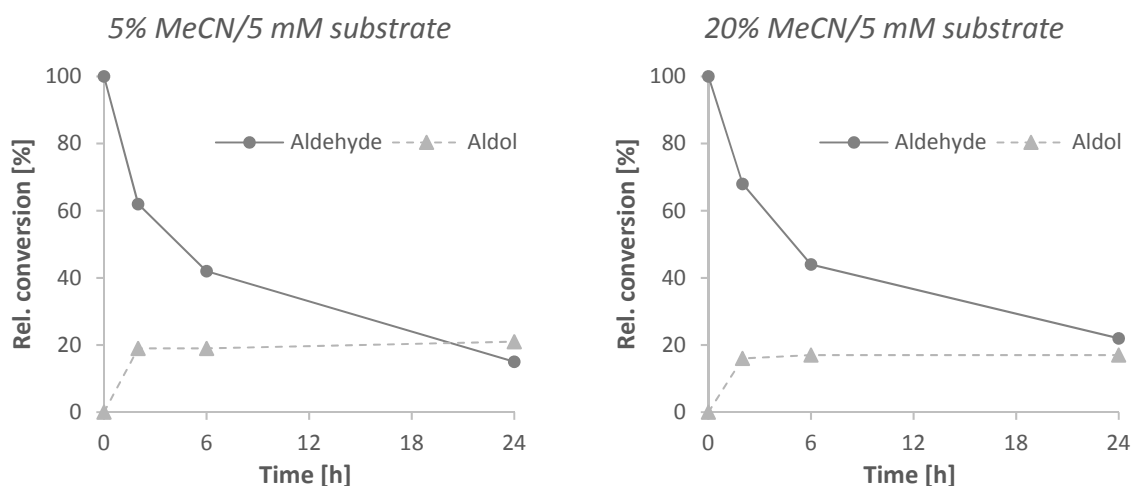 5% MeCN/5 mM substrate
Rel. conversion [%]
100
80
60
40
20
0
Aldehyde
Aldol
0
6
12
18
24
Time [h]
20% MeCN/5 mM substrate
Rel. conversion [%]
100
80
60
40
20
0
Aldehyde
Aldol
0
6
12
18
24
Time [h]